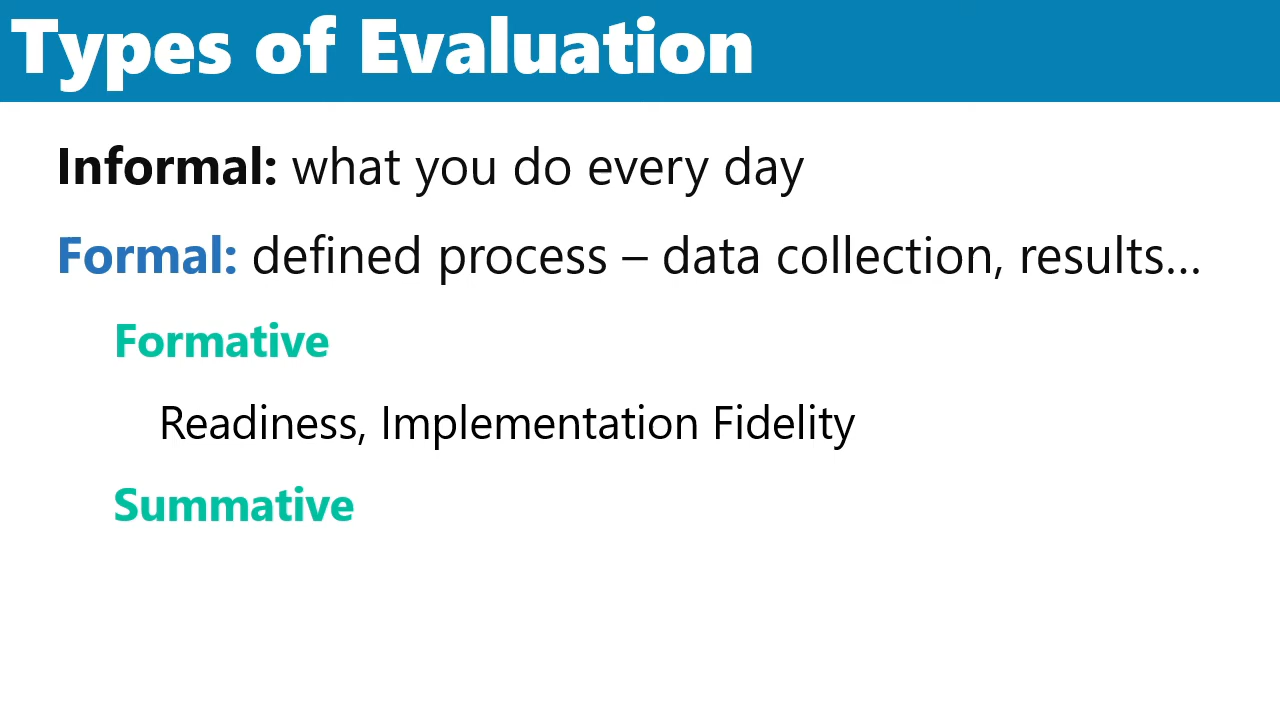 Types of Evaluation
Informal: what you do every day
Formal: defined process – data collection, results…
Formative
Readiness, Implementation Fidelity
Summative